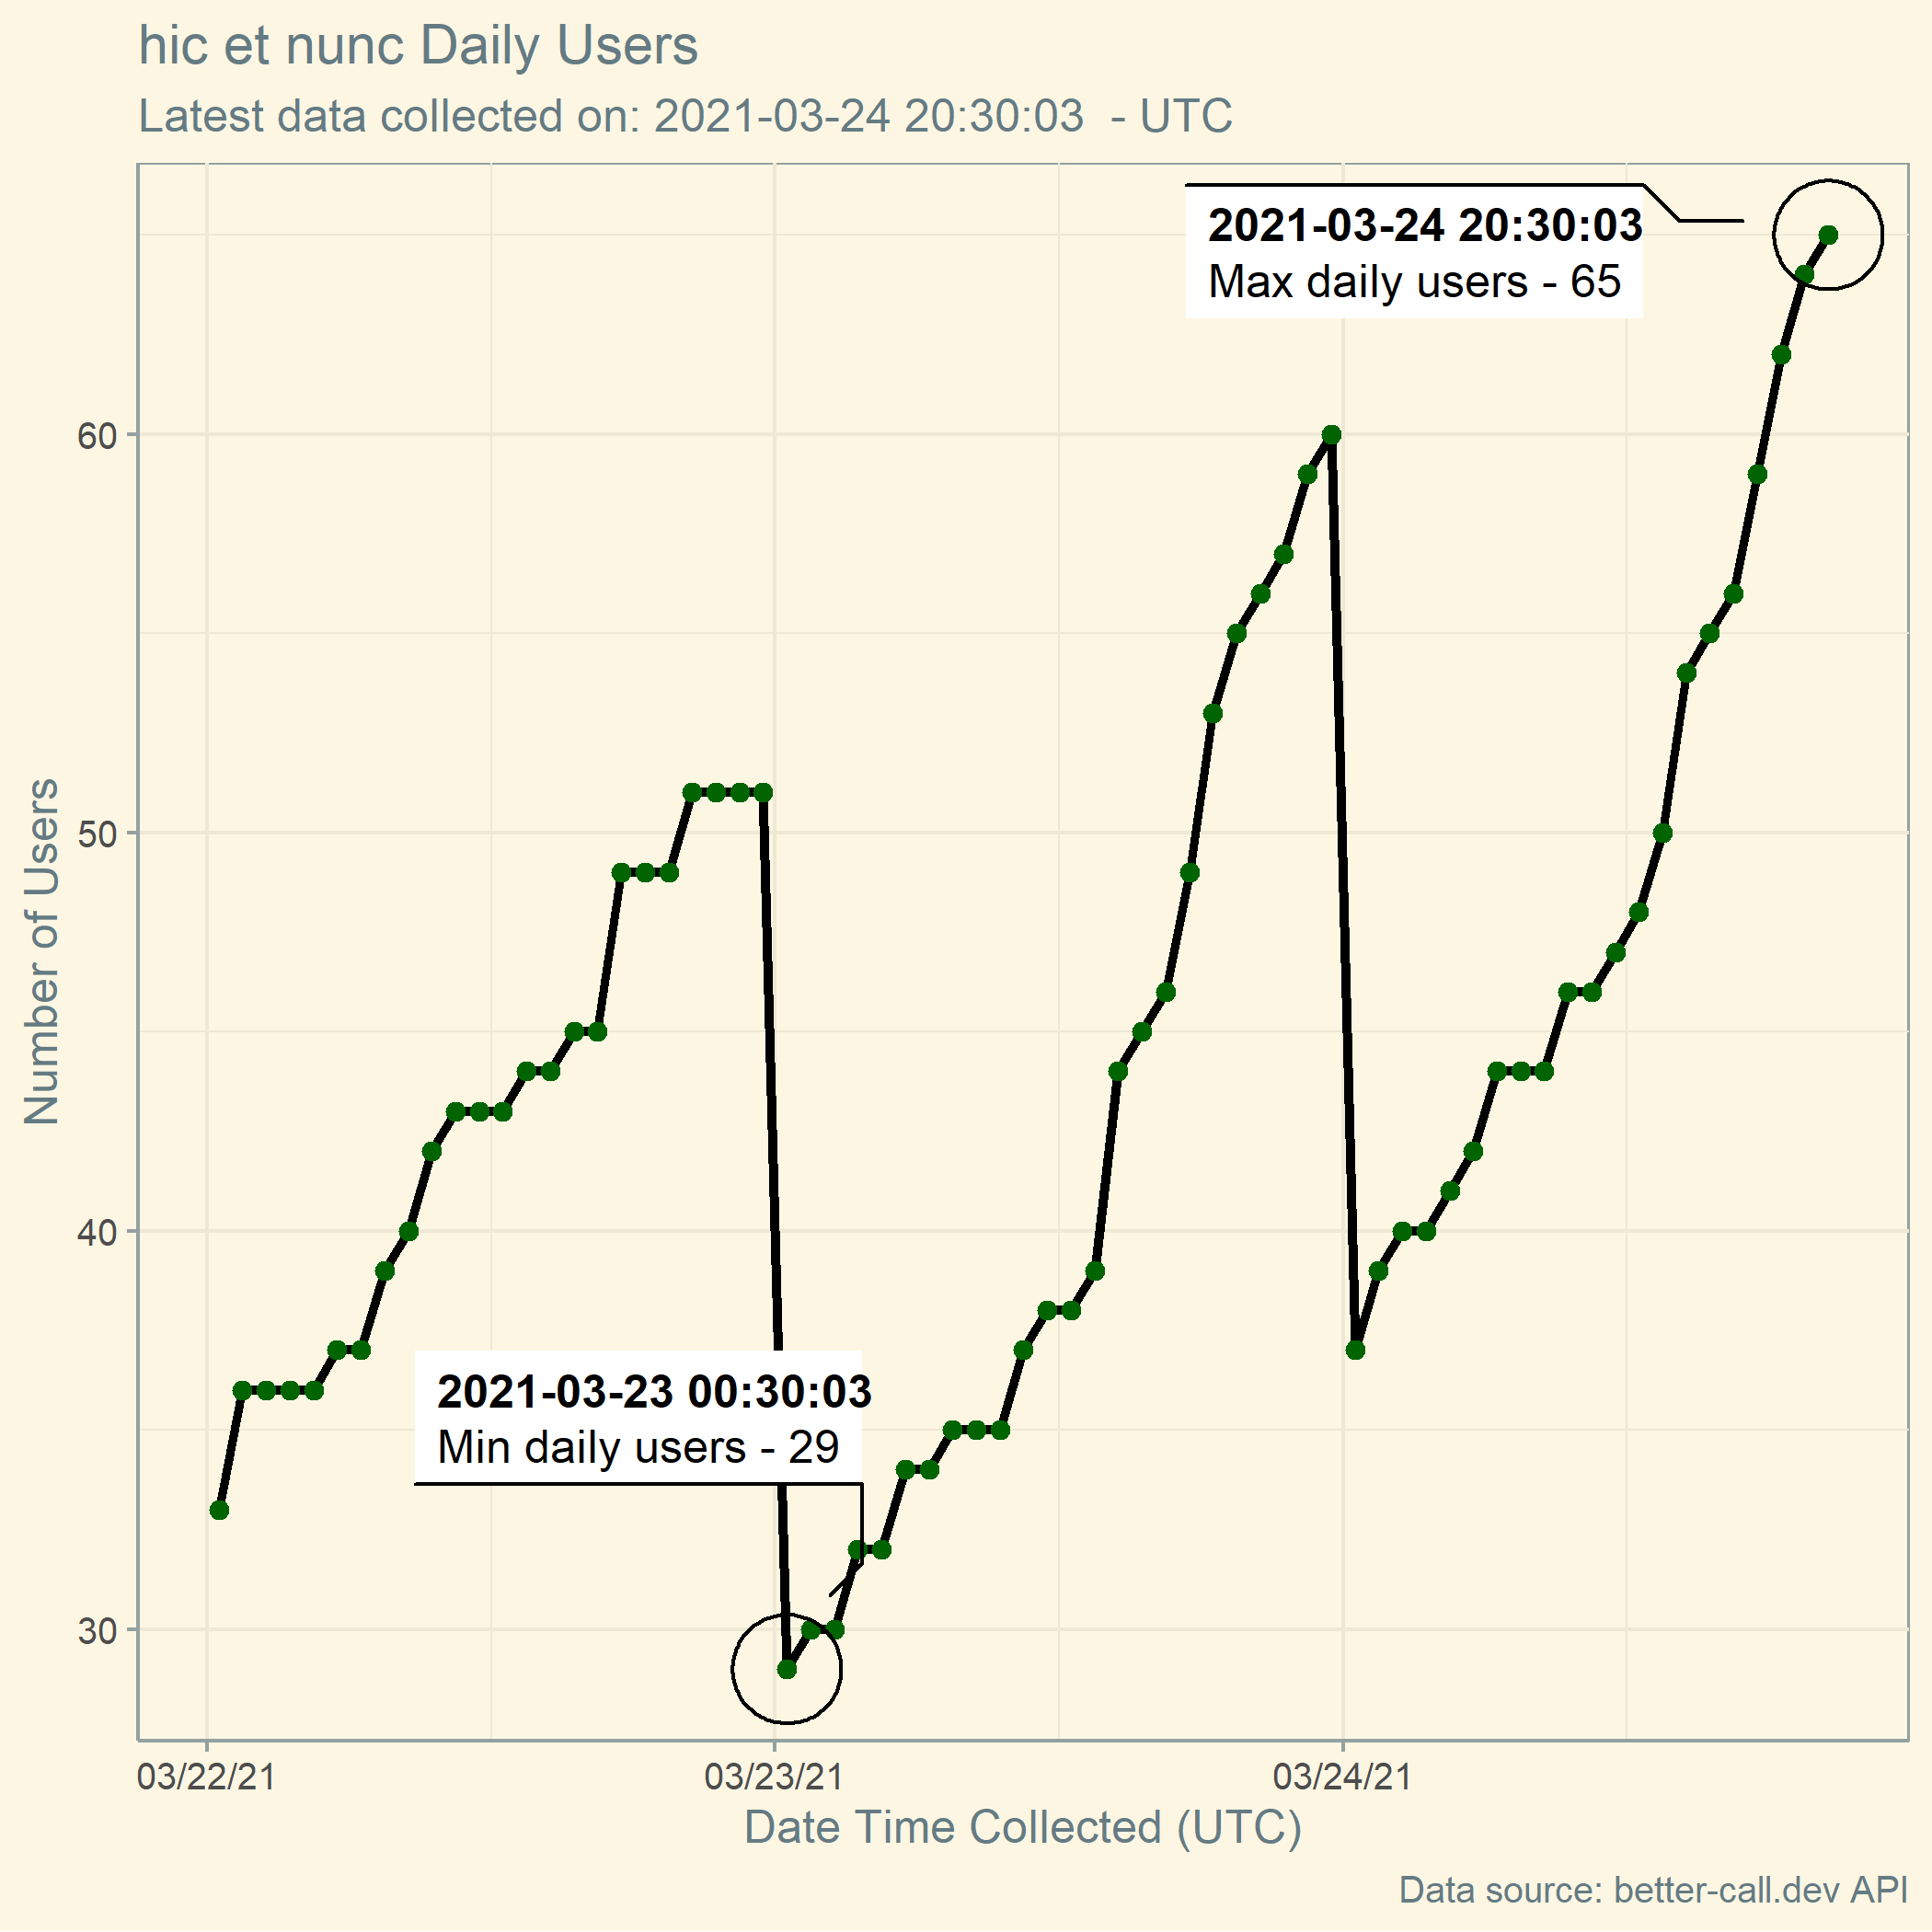 hic et nunc Daily Users
Latest data collected on: 2021-03-24 20:30:03  - UTC
2021-03-24 20:30:03
Max daily users - 65
60
50
40
30
Number of Users
2021-03-23 00:30:03
Min daily users - 29
03/22/21
03/23/21
03/24/21
Date Time Collected (UTC)
Data source: better-call.dev API